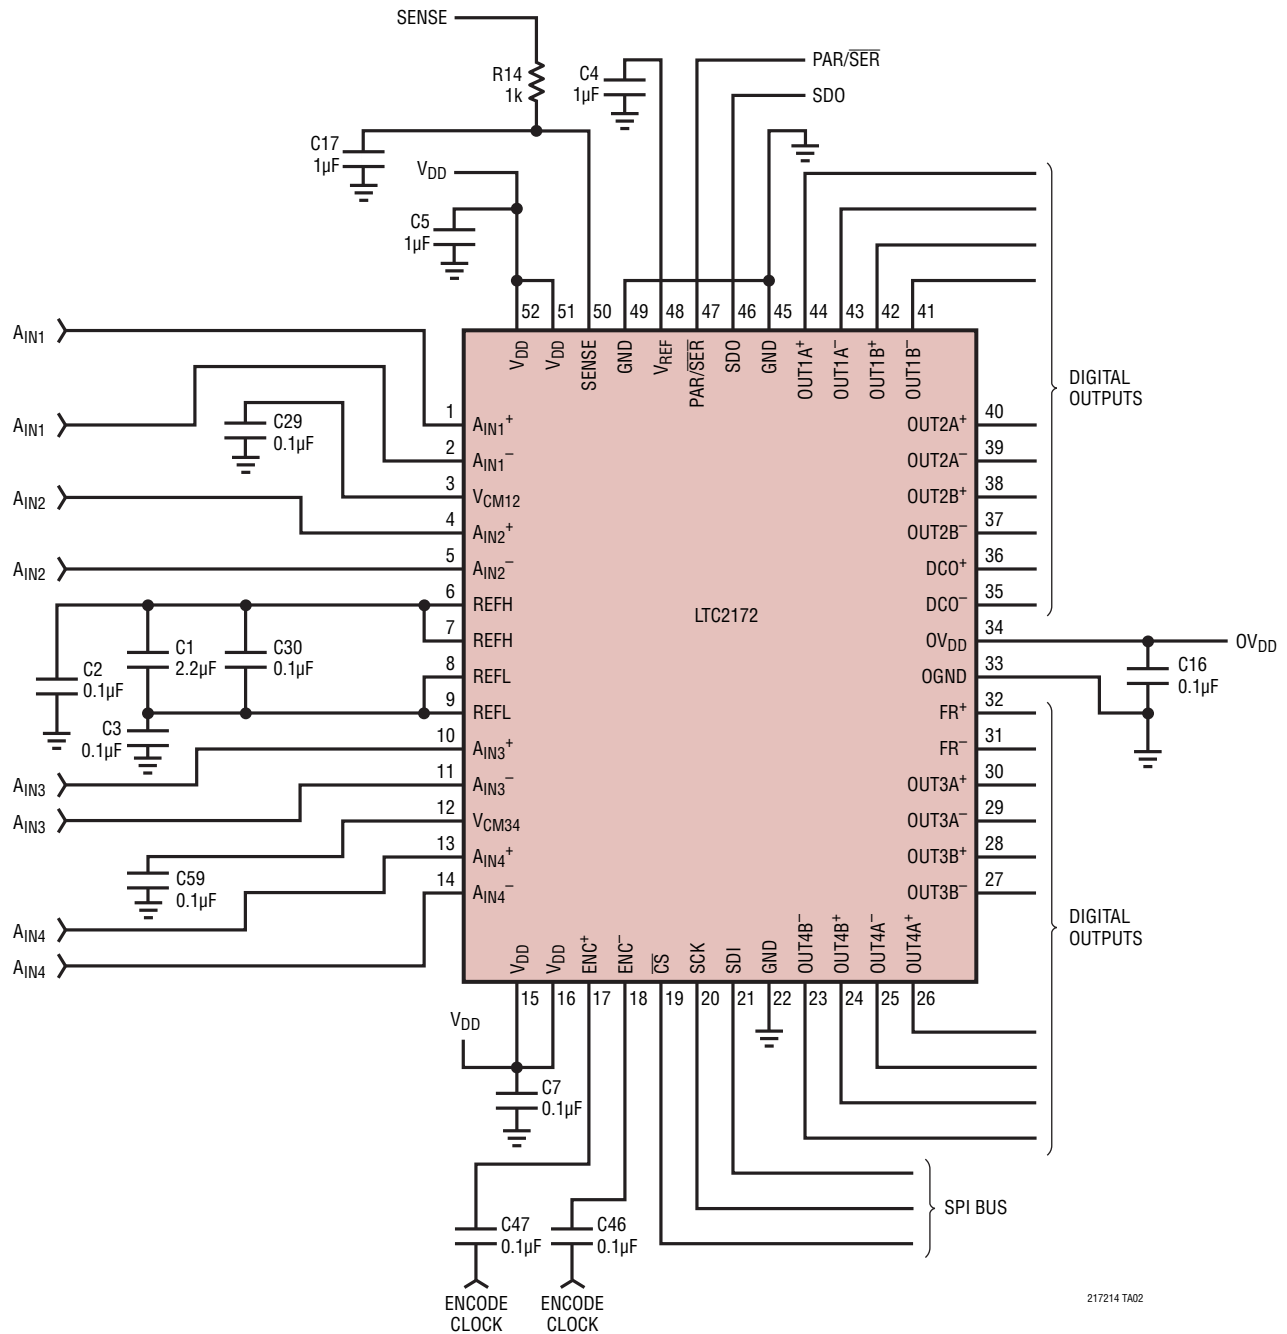 SENSE
R14
1k
C4
1µF
PAR/SER
SDO
C17
1µF
VDD
C5
1µF
52 51 50 49 48 47 46 45 44 43 42 41
VDD
VDD
SENSE
GND
VREF
PAR/SER
SDO
GND
OUT1A+
OUT1A–
OUT1B+
OUT1B–
DIGITAL
OUTPUTS
AIN1
AIN1
C29
0.1µF
AIN2
AIN2
C2
0.1µF
C1
2.2µF
C30
0.1µF
C3
0.1µF
AIN3
AIN3
C59
0.1µF
AIN4
AIN4
1 AIN1+
2 AIN1–
3 VCM12
4 AIN2+
5 AIN2–
6 REFH
7 REFH
8 REFL
9 REFL
10 AIN3+
11 AIN3–
12 VCM34
13 AIN4+
14 AIN4–
LTC2172
OUT2A+ 40
OUT2A– 39
OUT2B+ 38
OUT2B– 37
DCO+ 36
DCO– 35
OVDD 34
OGND 33
FR+ 32
FR– 31
OUT3A+ 30
OUT3A– 29
OUT3B+ 28
OUT3B– 27
OVDD
C16
0.1µF
DIGITAL
OUTPUTS
VDD
VDD
ENC+
ENC–
CS
SCK
SDI
GND
OUT4B–
OUT4B+
OUT4A–
OUT4A+
15 16 17 18 19 20 21 22 23 24 25 26
VDD
C7
0.1µF
C47
0.1µF
C46
0.1µF
SPI BUS
ENCODE
CLOCK
ENCODE
CLOCK
217214 TA02